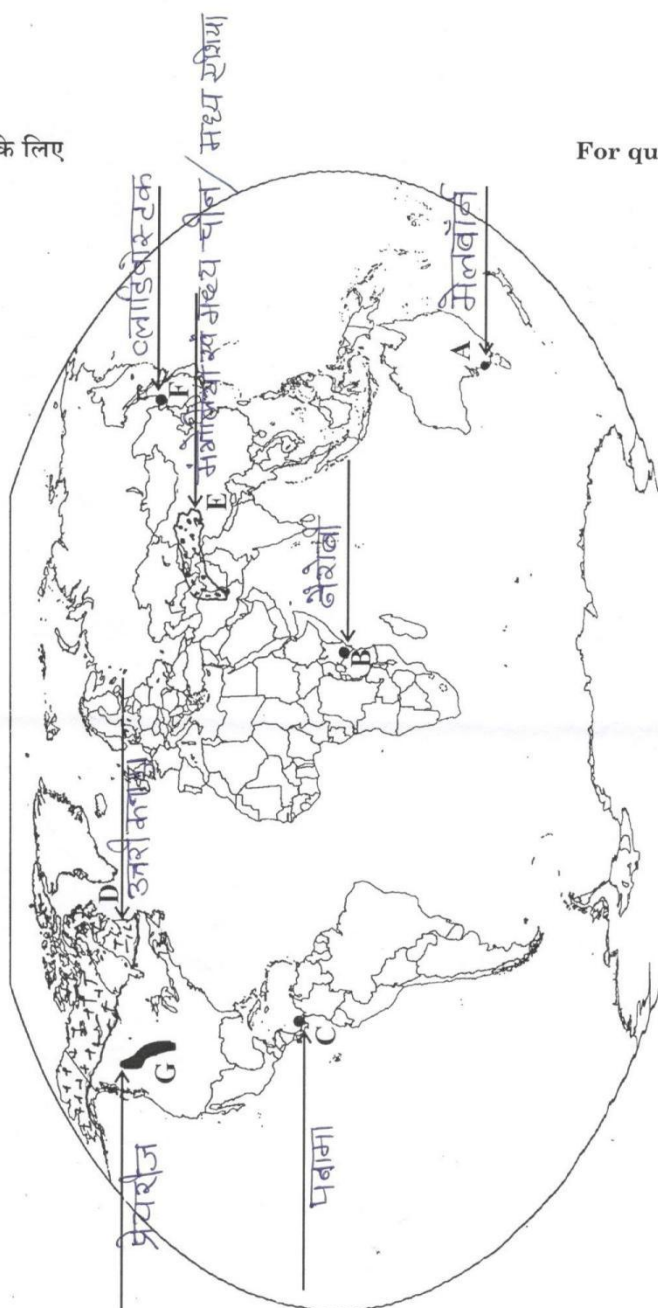 के लिए
For qu
व्लाडिवोस्टक
मंगोलिया एवं मध्य चीन / मध्य एशिया
मेलबोर्न
A
F
E
नैरोबी
B
उत्तरी कनाडा
D
G
C
प्रेयरीज
पनामा